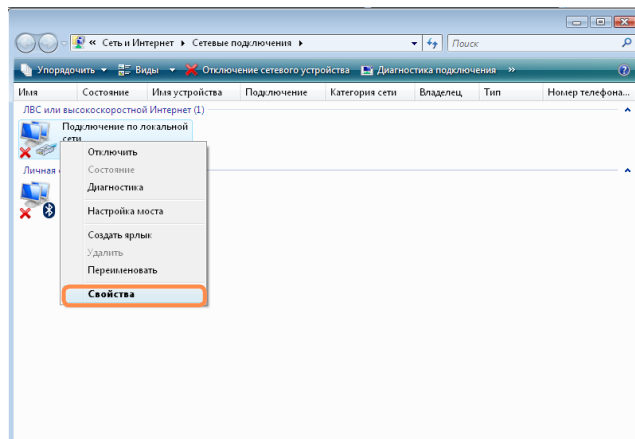 « Сеть и Интернет ▸ Сетевые подключения ▸
Поиск
Упорядочить Виды Отключение сетевого устройства Диагностика подключения »
Имя Состояние Имя устройства Подключение Категория сети Владелец Тип Номер телефона...
ЛВС или высокоскоростной Интернет (1)
Подключение по локальной
сети
Личная
Отключить
Состояние
Диагностика
Настройка моста
Создать ярлык
Удалить
Переименовать
Свойства